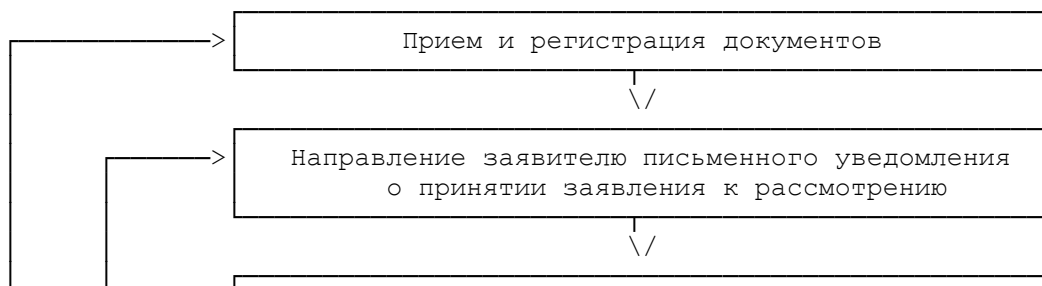 Прием и регистрация документов
Направление заявителю письменного уведомления
о принятии заявления к рассмотрению